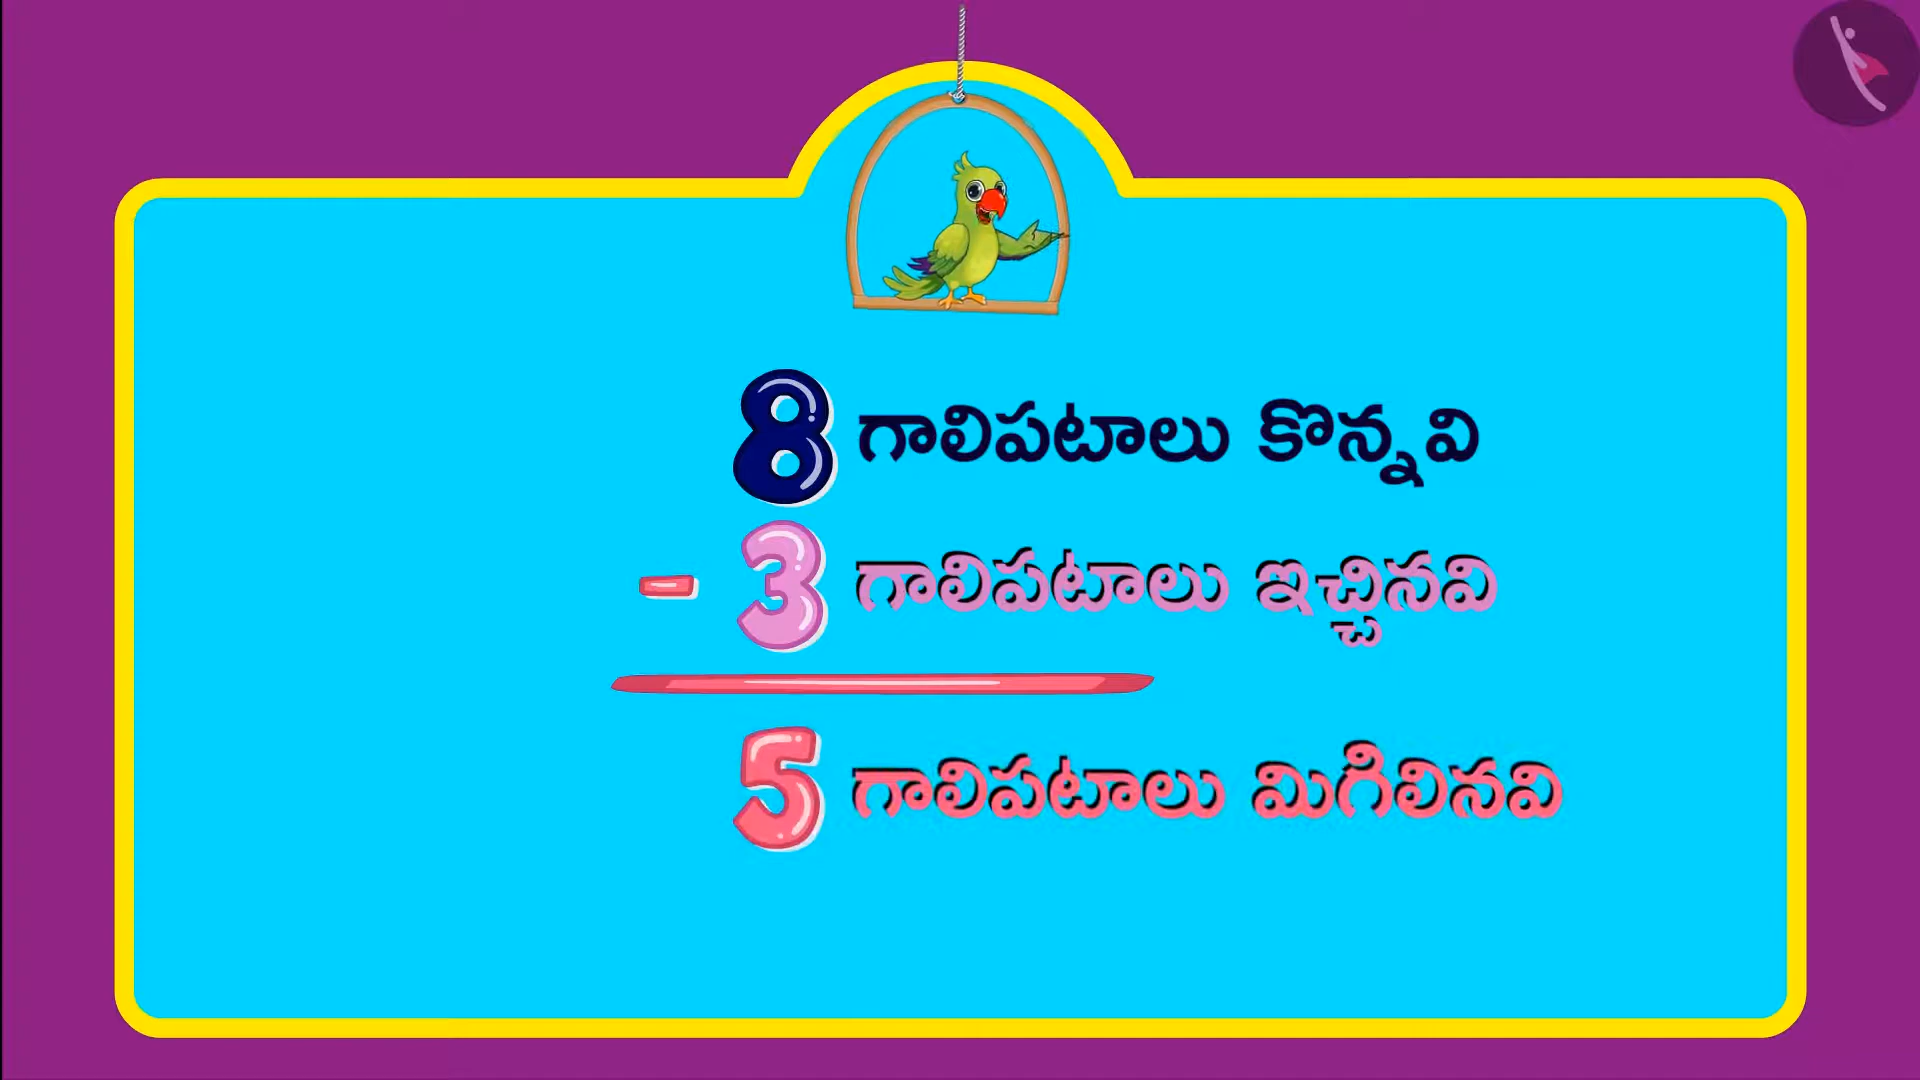 8 గాలిపటాలు కొన్నవి
- 3 గాలిపటాలు ఇచ్చినవి
5 గాలిపటాలు మిగిలినవి